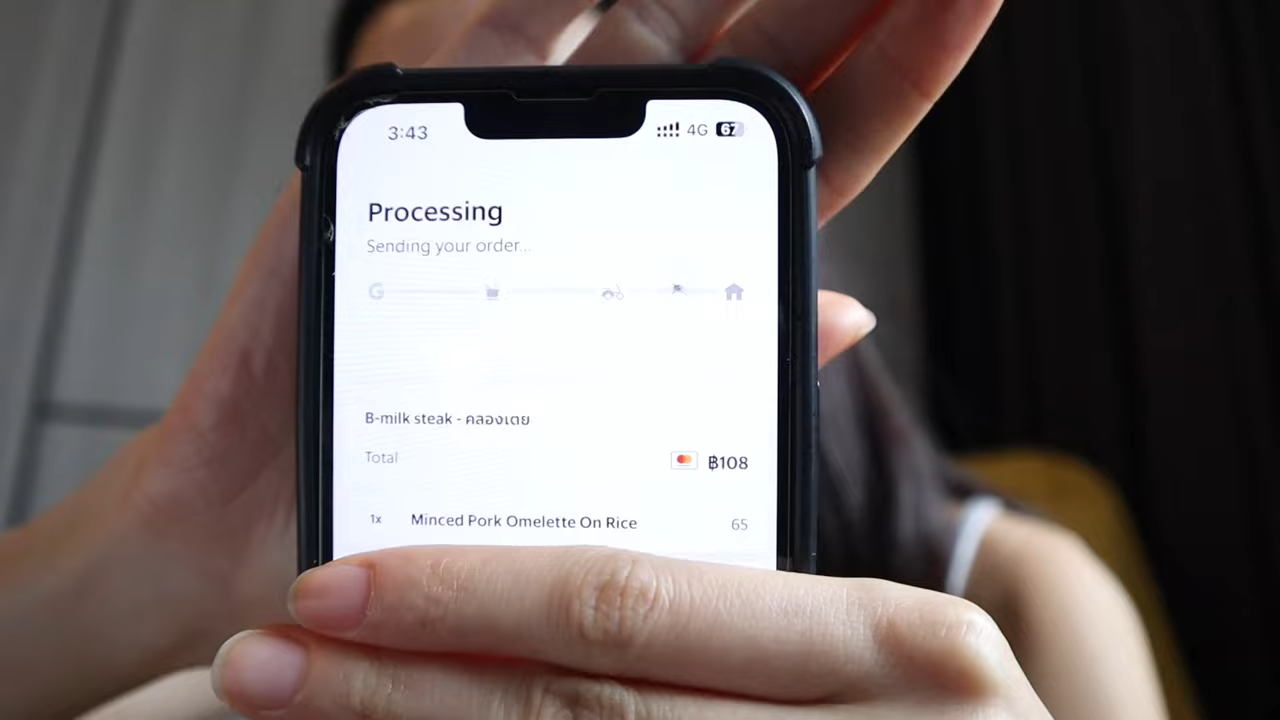 3:43 4G 67
Processing
Sending your order...
G
B-milk steak - คลองเตย
Total ฿108
1x Minced Pork Omelette On Rice 65